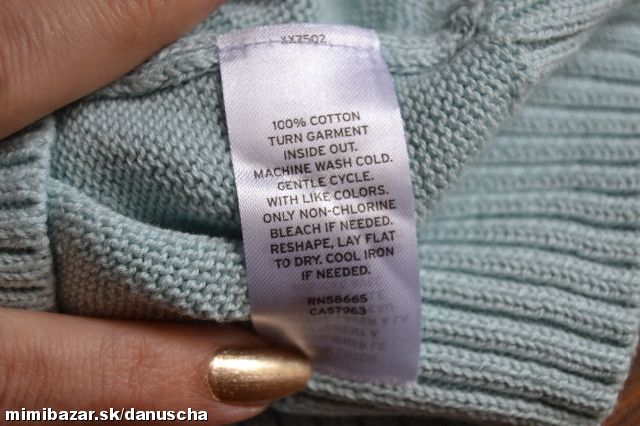 XX7502
100% COTTON
TURN GARMENT
INSIDE OUT.
MACHINE WASH COLD.
GENTLE CYCLE.
WITH LIKE COLORS.
ONLY NON-CHLORINE
BLEACH IF NEEDED.
RESHAPE, LAY FLAT
TO DRY. COOL IRON
IF NEEDED.
RN58665
CA57963
mimibazar.sk/danuscha